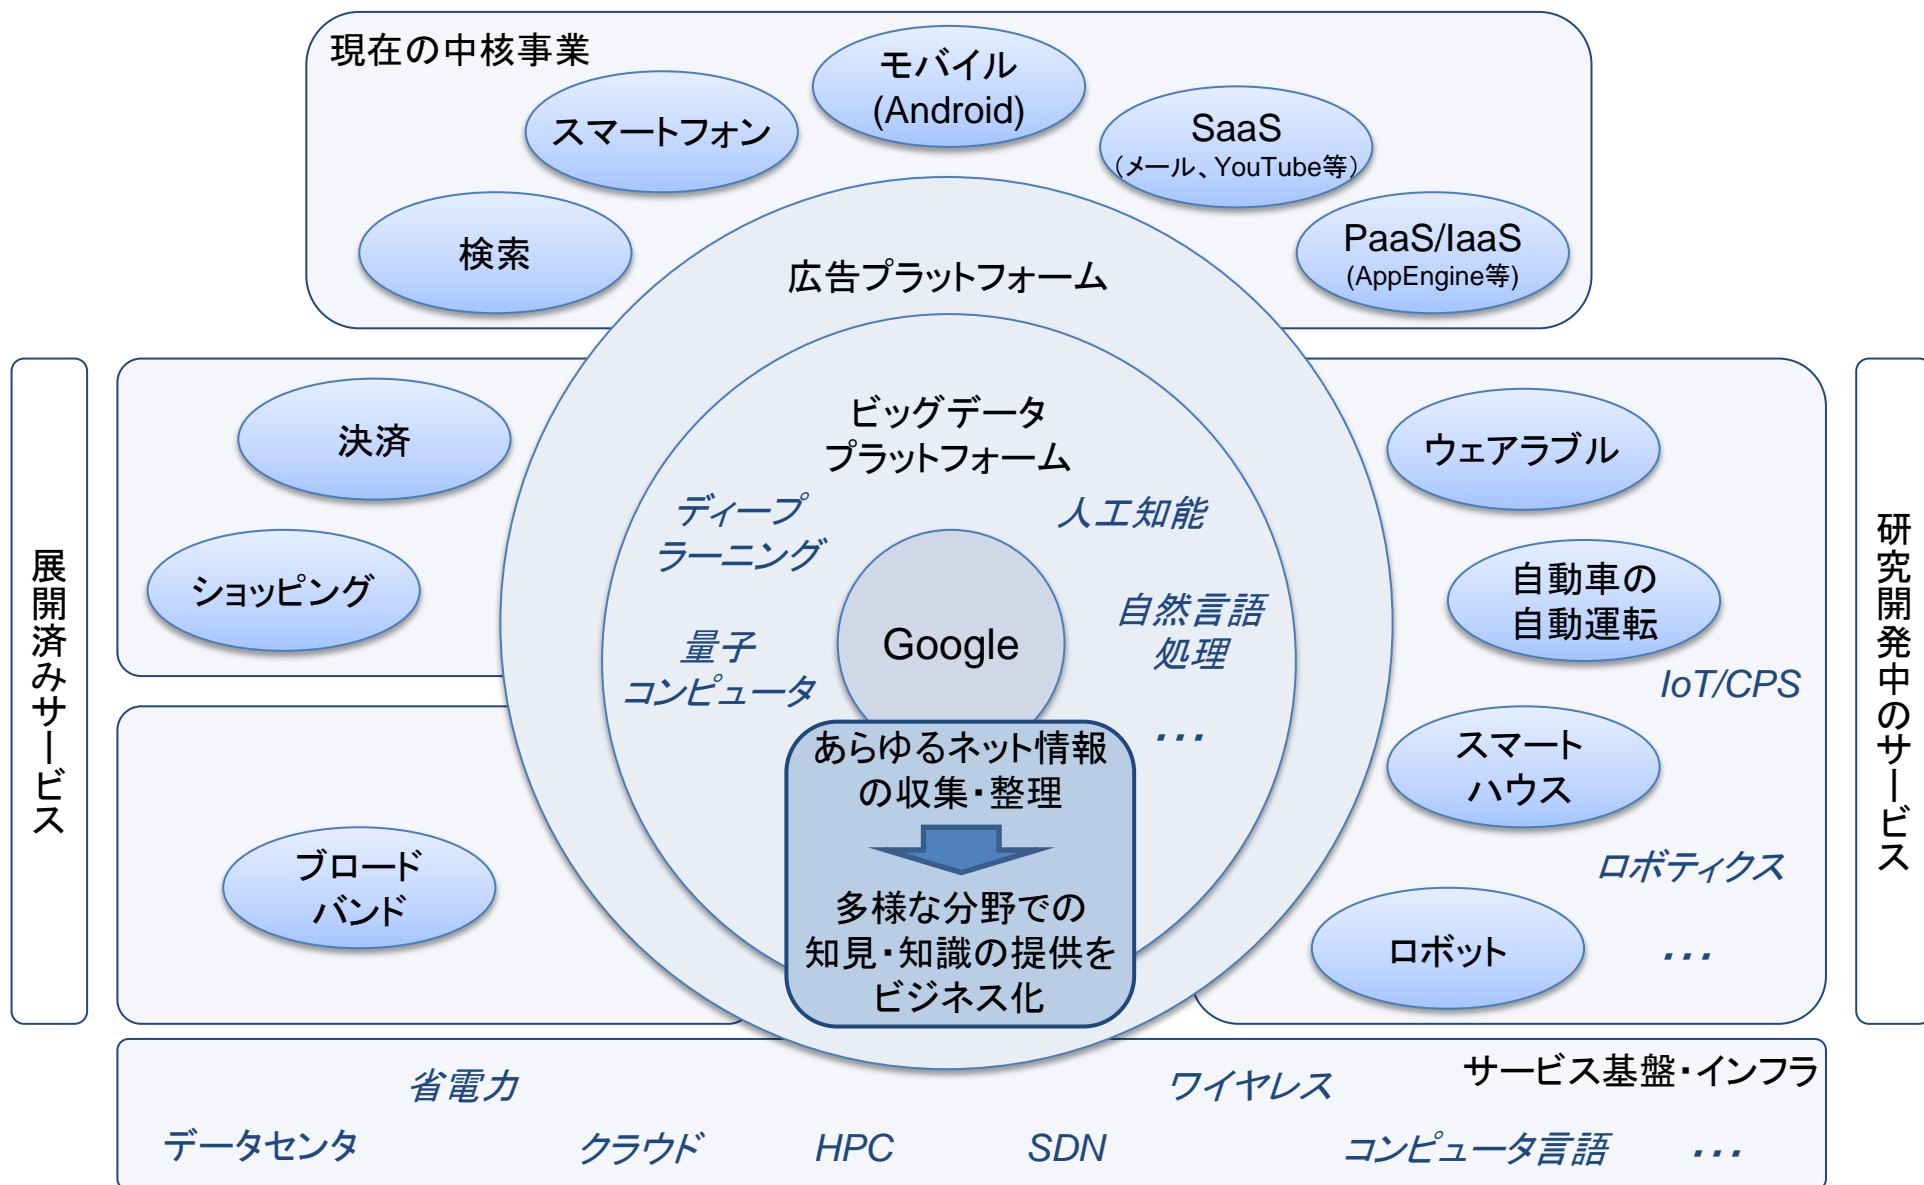 現在の中核事業
モバイル
(Android)
スマートフォン
SaaS
(メール、YouTube等)
検索
PaaS/IaaS
(AppEngine等)
広告プラットフォーム
展開済みサービス
決済
ショッピング
ブロード
バンド
ビッグデータ
プラットフォーム
ディープ
ラーニング
人工知能
量子
コンピュータ
Google
自然言語
処理
･･･
あらゆるネット情報
の収集・整理
多様な分野での
知見・知識の提供を
ビジネス化
ウェアラブル
自動車の
自動運転
IoT/CPS
スマート
ハウス
ロボティクス
ロボット
･･･
研究開発中のサービス
サービス基盤・インフラ
省電力
ワイヤレス
データセンタ
クラウド
HPC
SDN
コンピュータ言語
･･･